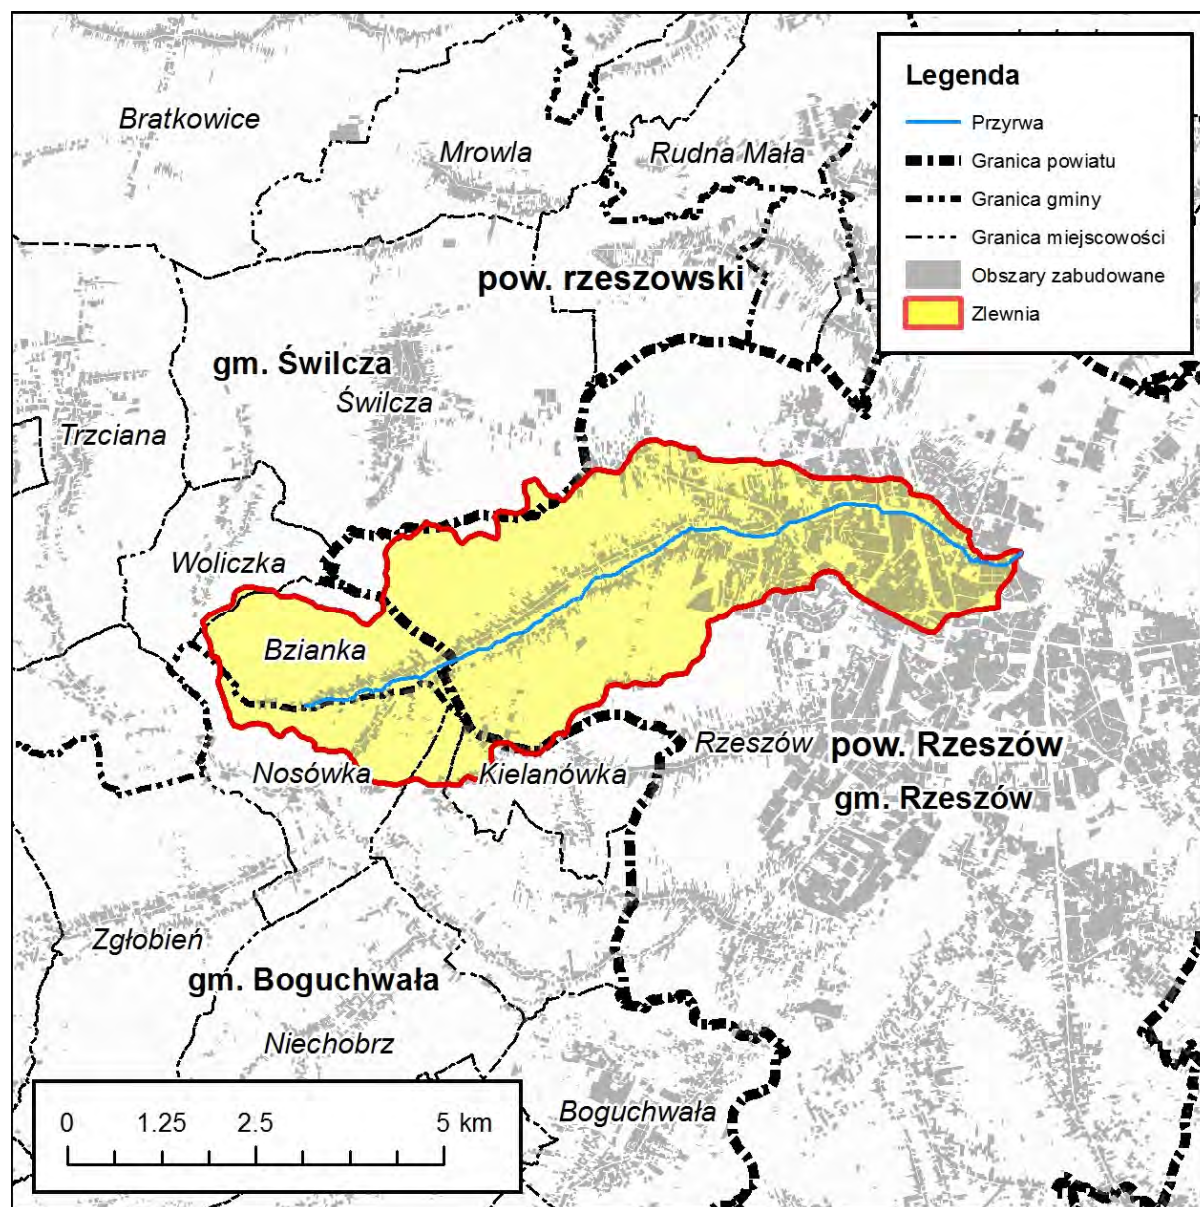 Legenda
Przyrwa
Granica powiatu
Granica gminy
Granica miejscowości
Obszary zabudowane
Zlewnia
Bratkowice
Mrowla
Rudna Mała
pow. rzeszowski
gm. Świlcza
Świlcza
Trzciana
Woliczka
Bzianka
Nosówka
Kielanówka
Rzeszów
pow. Rzeszów
gm. Rzeszów
Zgłobień
gm. Boguchwała
Niechobrz
Boguchwała
0 1.25 2.5 5 km